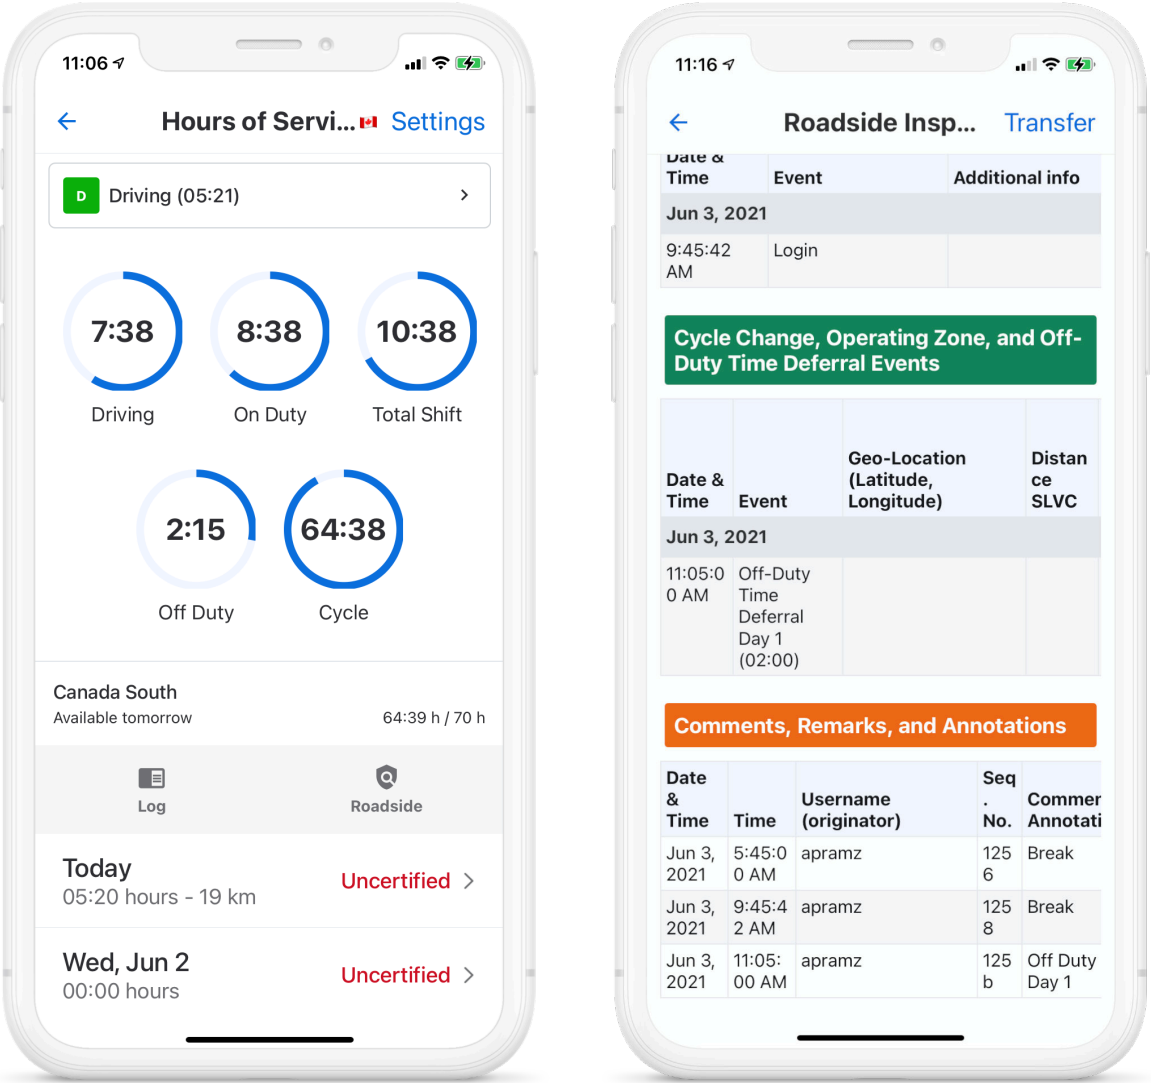 11:06
Hours of Servi... Settings
D Driving (05:21)
7:38 8:38 10:38
Driving On Duty Total Shift
2:15 64:38
Off Duty Cycle
Canada South
Available tomorrow 64:39 h / 70 h
Log Roadside
Today
05:20 hours - 19 km
Uncertified
Wed, Jun 2
00:00 hours
Uncertified
11:16
Roadside Insp... Transfer
Date &
Time Event Additional info
Jun 3, 2021
9:45:42 Login
AM
Cycle Change, Operating Zone, and Off-
Duty Time Deferral Events
Geo-Location Distan
Date & (Latitude, ce
Time Event Longitude) SLVC
Jun 3, 2021
11:05:0 Off-Duty
0 AM Time
Deferral
Day 1
(02:00)
Comments, Remarks, and Annotations
Date Seq
& Username . Commer
Time Time (originator) No. Annotati
Jun 3, 5:45:0 apramz 125 Break
2021 0 AM 6
Jun 3, 9:45:4 apramz 125 Break
2021 2 AM 8
Jun 3, 11:05: apramz 125 Off Duty
2021 00 AM b Day 1